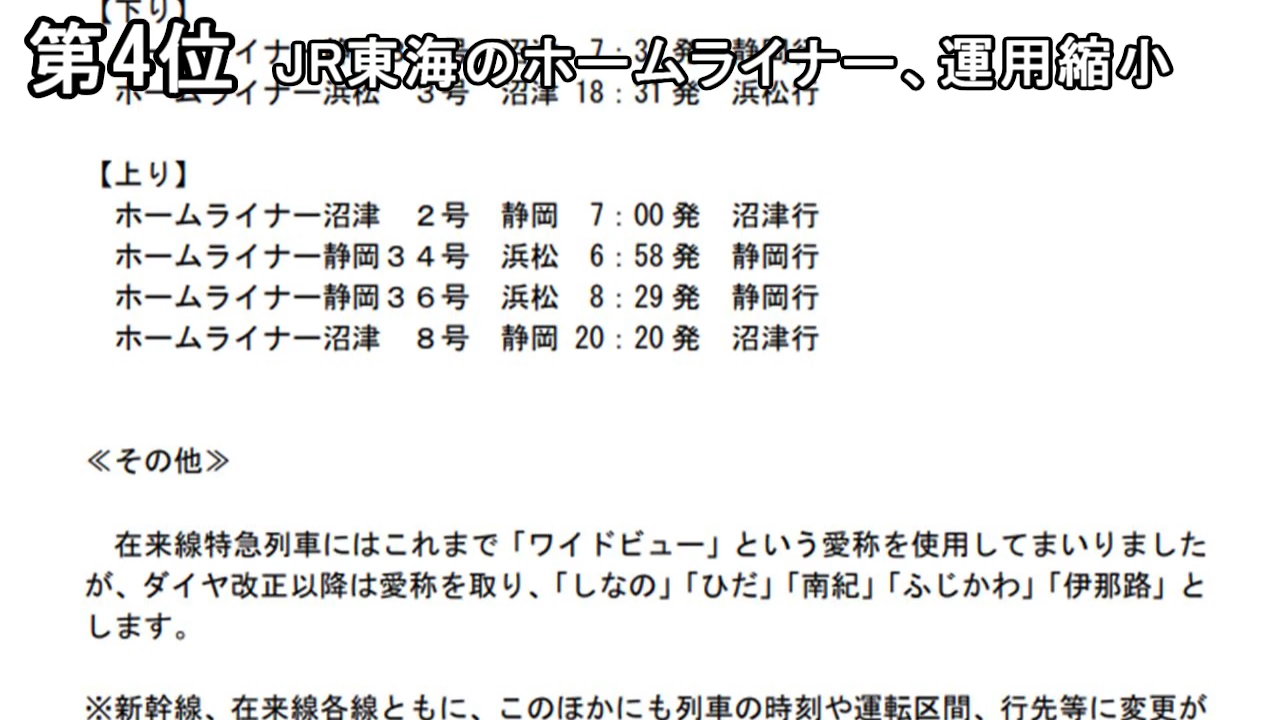 【下り】
第4位 JR東海のホームライナー、運用縮小
ホームライナー浜松 3号 沼津 18:31発 浜松行
【上り】
ホームライナー沼津 2号 静岡 7:00発 沼津行
ホームライナー静岡34号 浜松 6:58発 静岡行
ホームライナー静岡36号 浜松 8:29発 静岡行
ホームライナー沼津 8号 静岡 20:20発 沼津行
≪その他≫
在来線特急列車にはこれまで「ワイドビュー」という愛称を使用してまいりました
が、ダイヤ改正以降は愛称を取り、「しなの」「ひだ」「南紀」「ふじかわ」「伊那路」と
します。
※新幹線、在来線各線ともに、このほかにも列車の時刻や運転区間、行先等に変更が